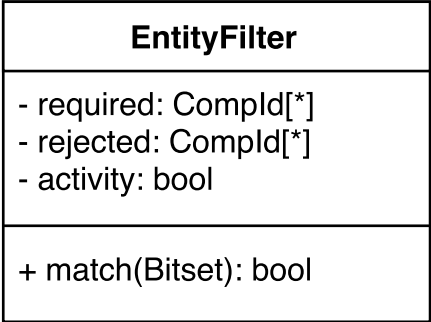 EntityFilter
- required: CompId[*]
- rejected: CompId[*]
- activity: bool
+ match(Bitset): bool